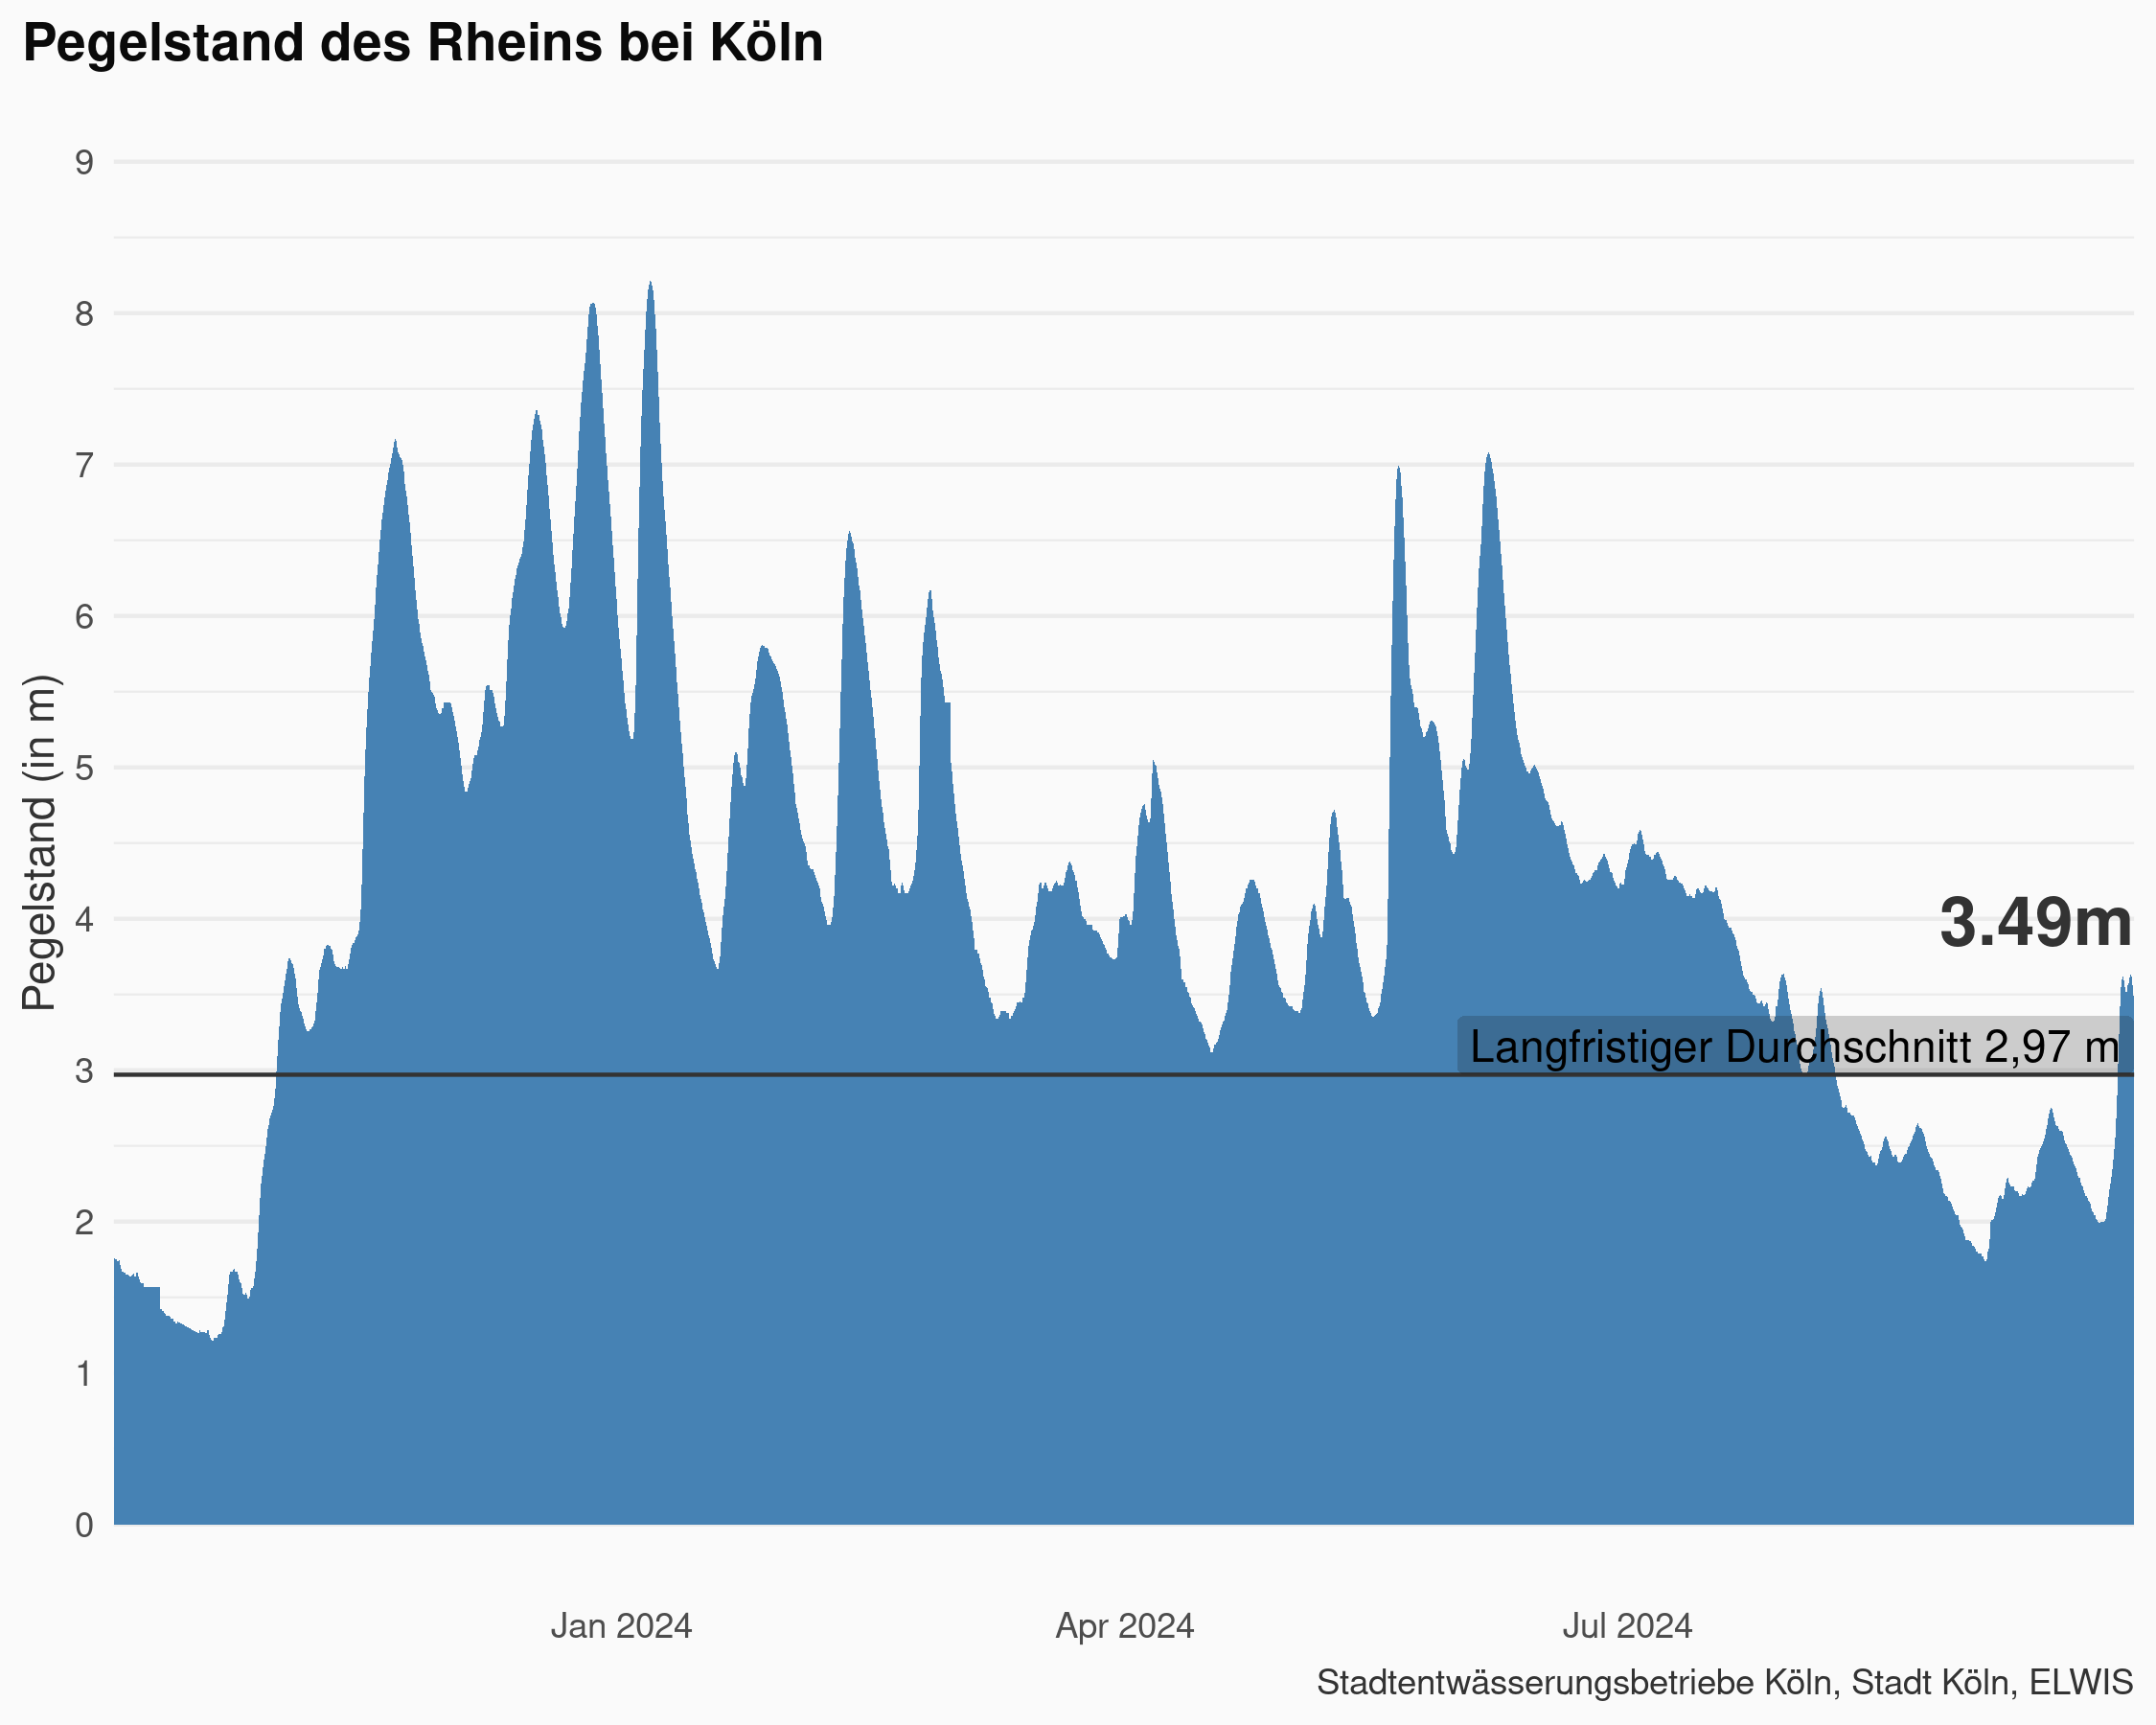 Pegelstand des Rheins bei Köln
Pegelstand (in m)
9
8
7
6
5
4
3
2
1
0
3.49m
Langfristiger Durchschnitt 2,97 m
Jan 2024
Apr 2024
Jul 2024
Stadtentwässerungsbetriebe Köln, Stadt Köln, ELWIS